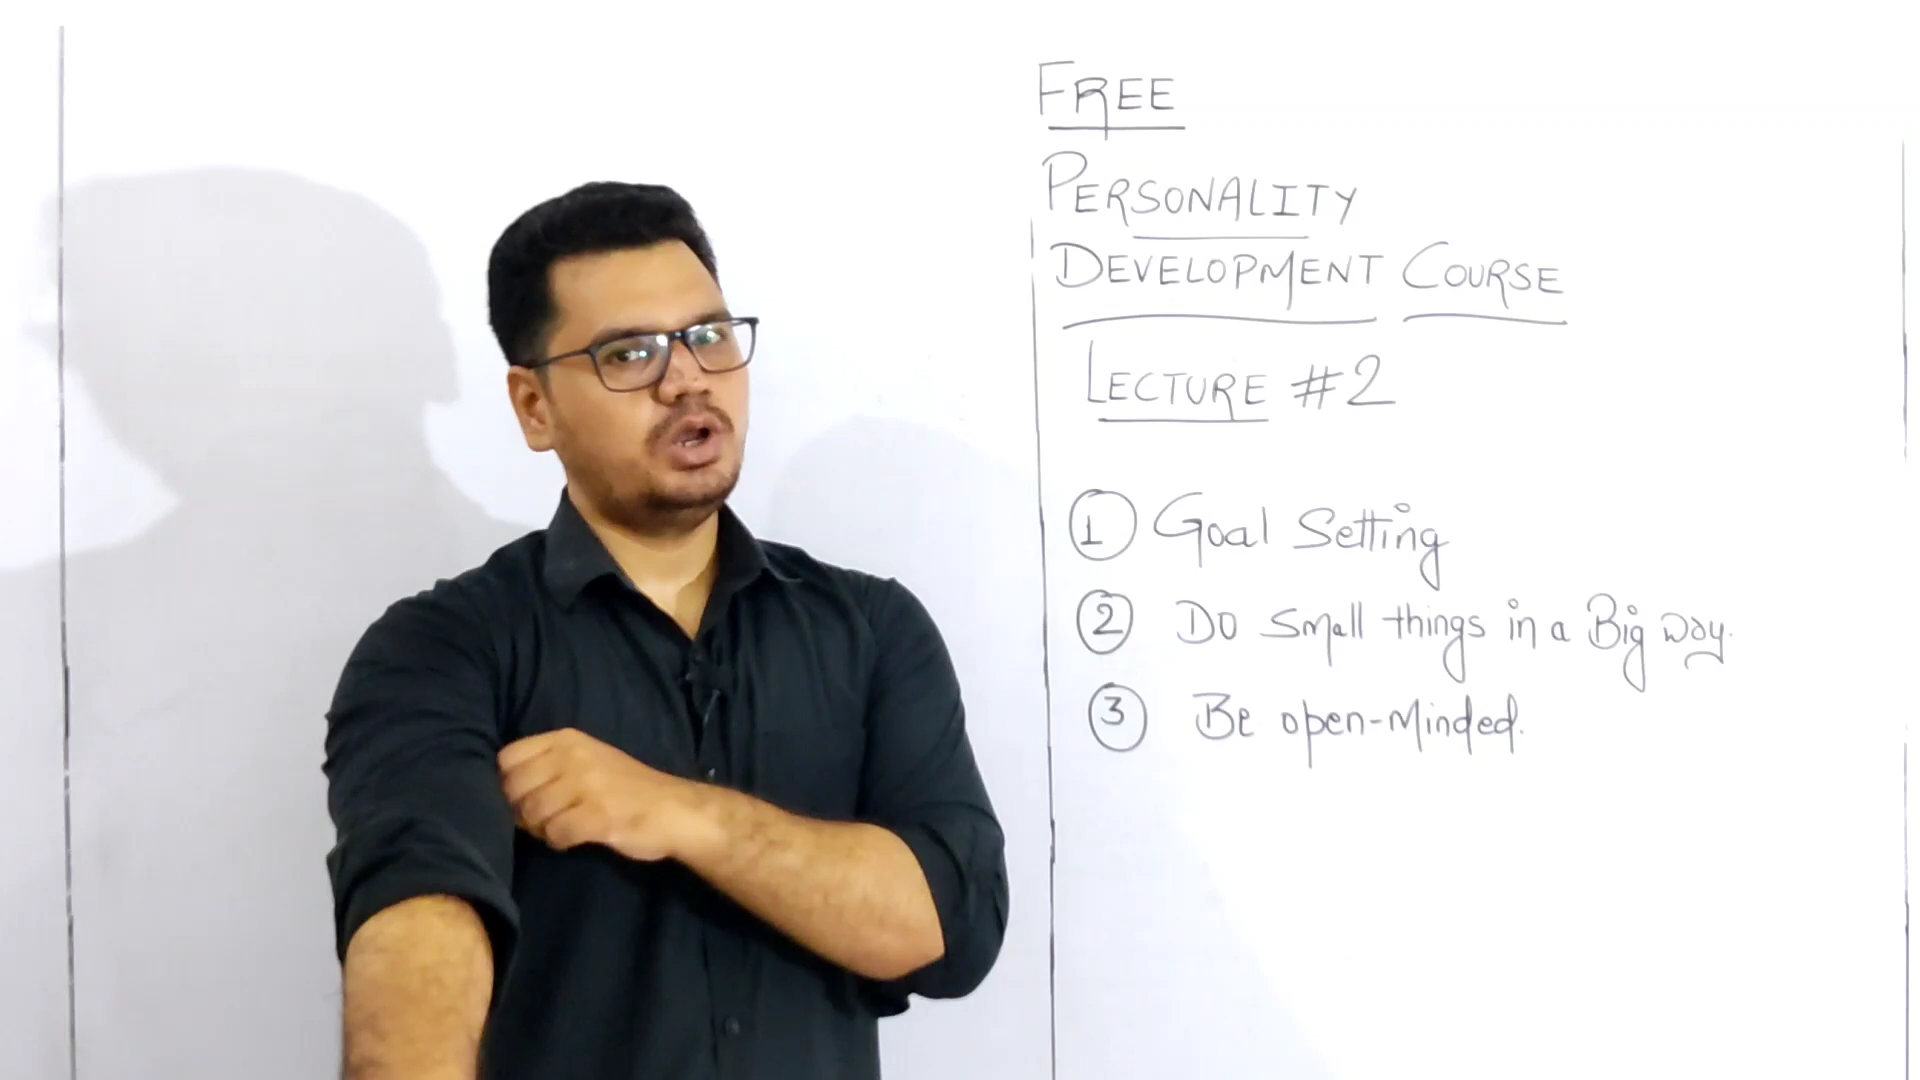 FREE
PERSONALITY
DEVELOPMENT COURSE
LECTURE #2
1 Goal Setting
2 Do Small things in a Big way.
3 Be open-Minded.